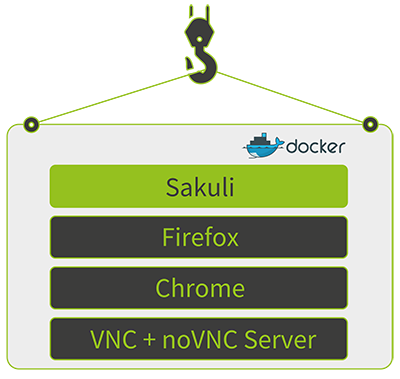 docker
Sakuli
Firefox
Chrome
VNC + noVNC Server